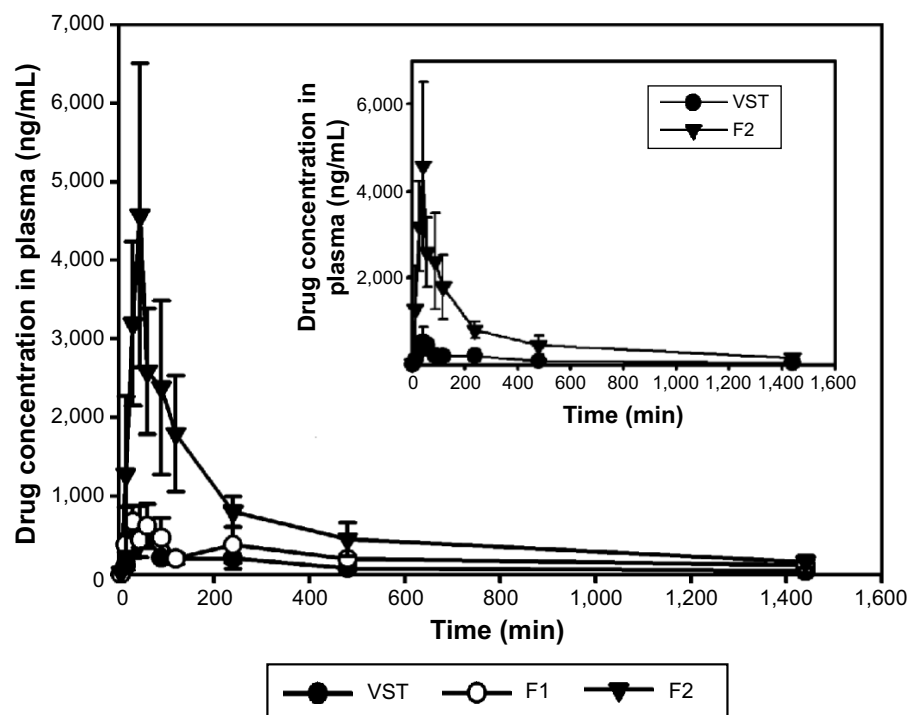 7,000
6,000
5,000
4,000
3,000
2,000
1,000
0
Drug concentration in plasma (ng/mL)
0 200 400 600 800 1,000 1,200 1,400 1,600
Time (min)
6,000
4,000
2,000
Drug concentration in
plasma (ng/mL)
VST
F2
0 200 400 600 800 1,000 1,200 1,400 1,600
Time (min)
VST F1 F2